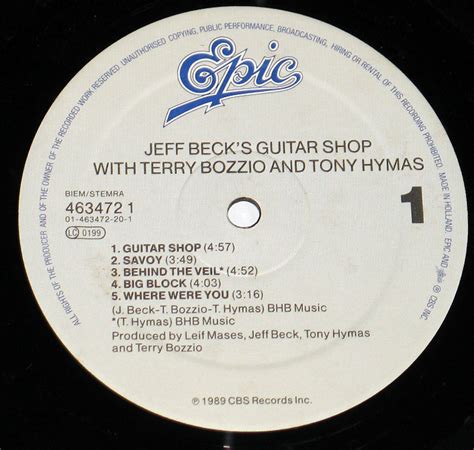 ALL RIGHTS OF THE PRODUCER AND OF THE OWNER OF THE RECORDED WORK RESERVED. UNAUTHORISED COPYING, PUBLIC PERFORMANCE, BROADCASTING, HIRING OR RENTAL OF THIS RECORDING PROHIBITED. MADE IN HOLLAND. EPIC AND
℗ CBS INC
Epic
JEFF BECK'S GUITAR SHOP
WITH TERRY BOZZIO AND TONY HYMAS
BIEM/STEMRA
463472 1
01-463472-20-1
LC 0199
1
1. GUITAR SHOP (4:57)
2. SAVOY (3:49)
3. BEHIND THE VEIL* (4:52)
4. BIG BLOCK (4:03)
5. WHERE WERE YOU (3:16)
(J. Beck-T. Bozzio-T. Hymas) BHB Music
*(T. Hymas) BHB Music
Produced by Leif Mases, Jeff Beck, Tony Hymas
and Terry Bozzio
℗ 1989 CBS Records Inc.